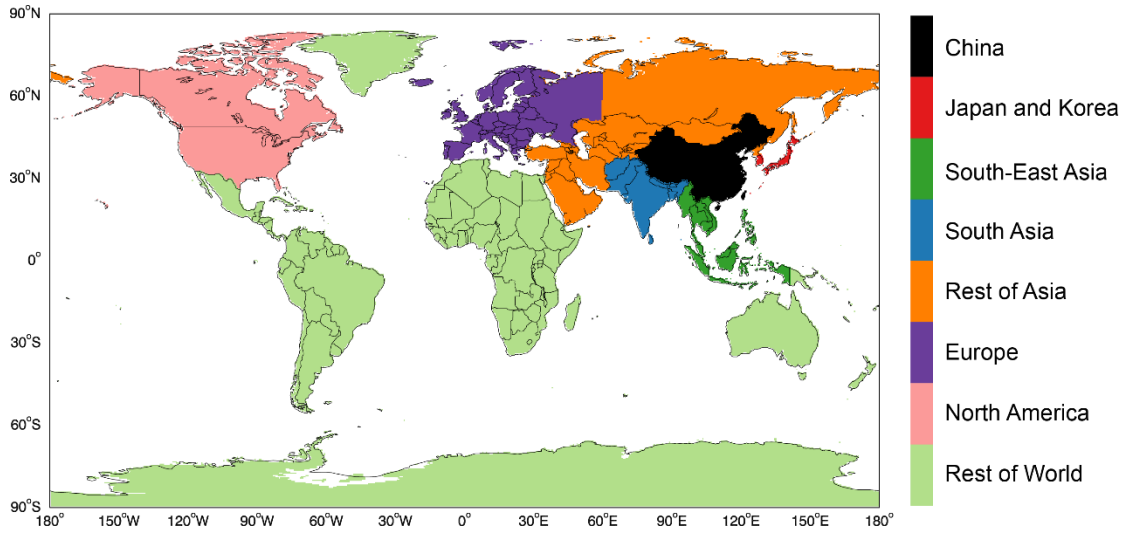 90°N
60°N
30°N
0°
30°S
60°S
90°S
180° 150°W 120°W 90°W 60°W 30°W 0° 30°E 60°E 90°E 120°E 150°E 180°
China
Japan and Korea
South-East Asia
South Asia
Rest of Asia
Europe
North America
Rest of World